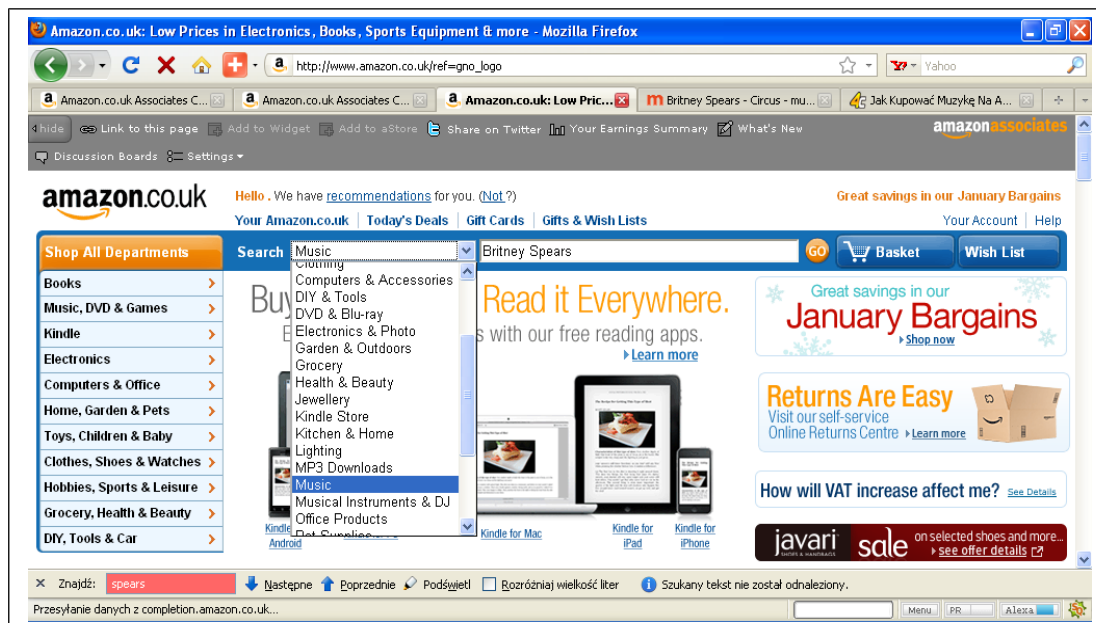 Amazon.co.uk: Low Prices in Electronics, Books, Sports Equipment & more - Mozilla Firefox
http://www.amazon.co.uk/ref=gno_logo
Yahoo
Amazon.co.uk Associates C...
Amazon.co.uk Associates C...
Amazon.co.uk: Low Pric...
Britney Spears - Circus - mu...
Jak Kupować Muzykę Na A...
hide
Link to this page
Add to Widget
Add to aStore
Share on Twitter
Your Earnings Summary
What's New
amazonassociates
Discussion Boards
Settings
amazon.co.uk
Hello . We have recommendations for you. (Not ?)
Great savings in our January Bargains
Your Amazon.co.uk | Today's Deals | Gift Cards | Gifts & Wish Lists
Your Account | Help
Shop All Departments
Search
Music
Britney Spears
GO
Basket
Wish List
Books
Music, DVD & Games
Kindle
Electronics
Computers & Office
Home, Garden & Pets
Toys, Children & Baby
Clothes, Shoes & Watches
Hobbies, Sports & Leisure
Grocery, Health & Beauty
DIY, Tools & Car
Clothing
Computers & Accessories
DIY & Tools
DVD & Blu-ray
Electronics & Photo
Garden & Outdoors
Grocery
Health & Beauty
Jewellery
Kindle Store
Kitchen & Home
Lighting
MP3 Downloads
Music
Musical Instruments & DJ
Office Products
Pet Supplies
Read it Everywhere.
with our free reading apps.
Learn more
Kindle for Mac
Kindle for
iPad
Kindle for
iPhone
Kindle
Android
Great savings in our
January Bargains
Shop now
Returns Are Easy
Visit our self-service
Online Returns Centre
Learn more
How will VAT increase affect me? See Details
javari
SHOES & HANDBAGS
sale
on selected shoes and more...
see offer details
Znajdź:
spears
Następne
Poprzednie
Podświetl
Rozróżniaj wielkość liter
Szukany tekst nie został odnaleziony.
Przesyłanie danych z completion.amazon.co.uk...
Menu
PR
Alexa